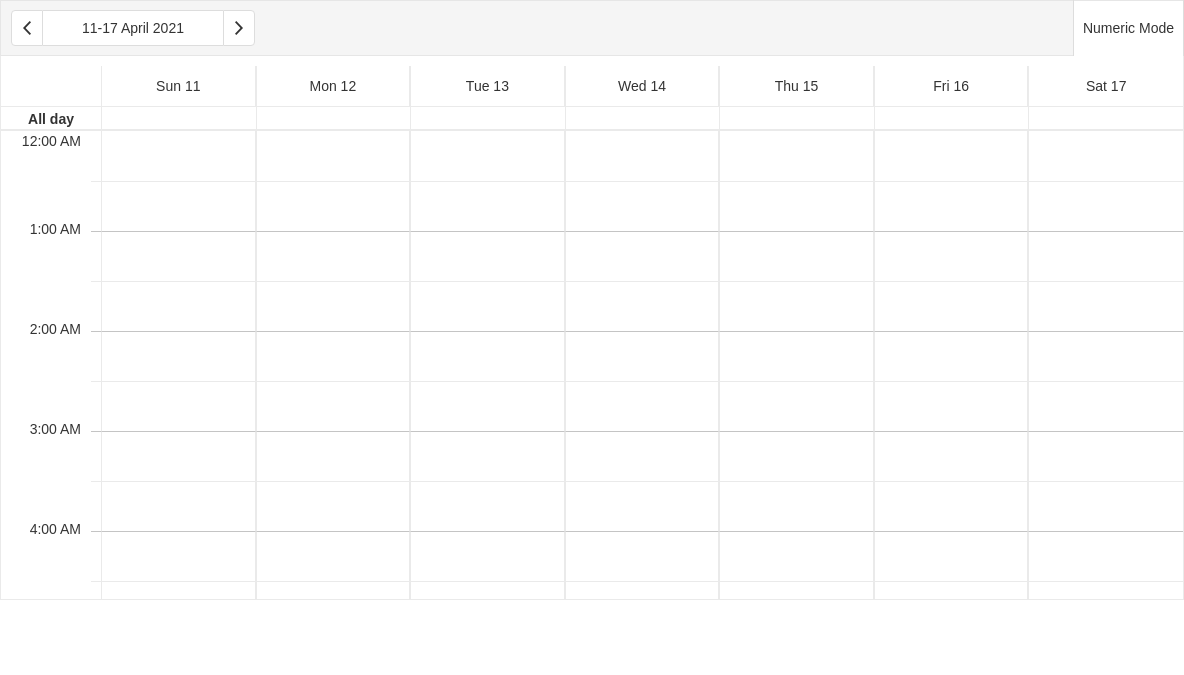 11-17 April 2021
Numeric Mode
Sun 11
Mon 12
Tue 13
Wed 14
Thu 15
Fri 16
Sat 17
All day
12:00 AM
1:00 AM
2:00 AM
3:00 AM
4:00 AM